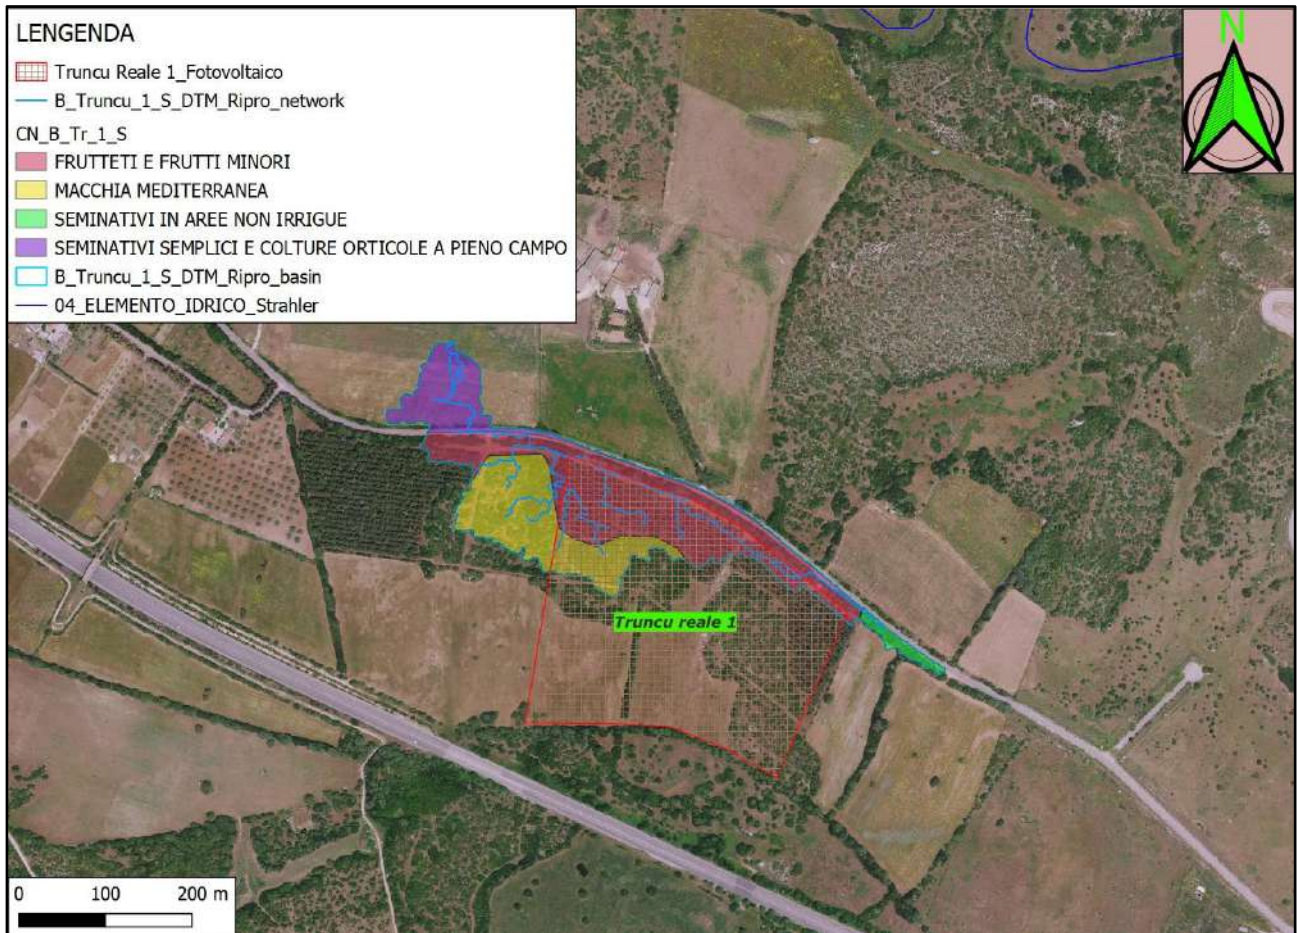 LENGENDA
Truncu Reale 1_Fotovoltaico
B_Truncu_1_S_DTM_Ripro_network
CN_B_Tr_1_S
FRUTTETI E FRUTTI MINORI
MACCHIA MEDITERRANEA
SEMINATIVI IN AREE NON IRRIGUE
SEMINATIVI SEMPLICI E COLTURE ORTICOLE A PIENO CAMPO
B_Truncu_1_S_DTM_Ripro_basin
04_ELEMENTO_IDRICO_Strahler
N
Truncu reale 1
0 100 200 m